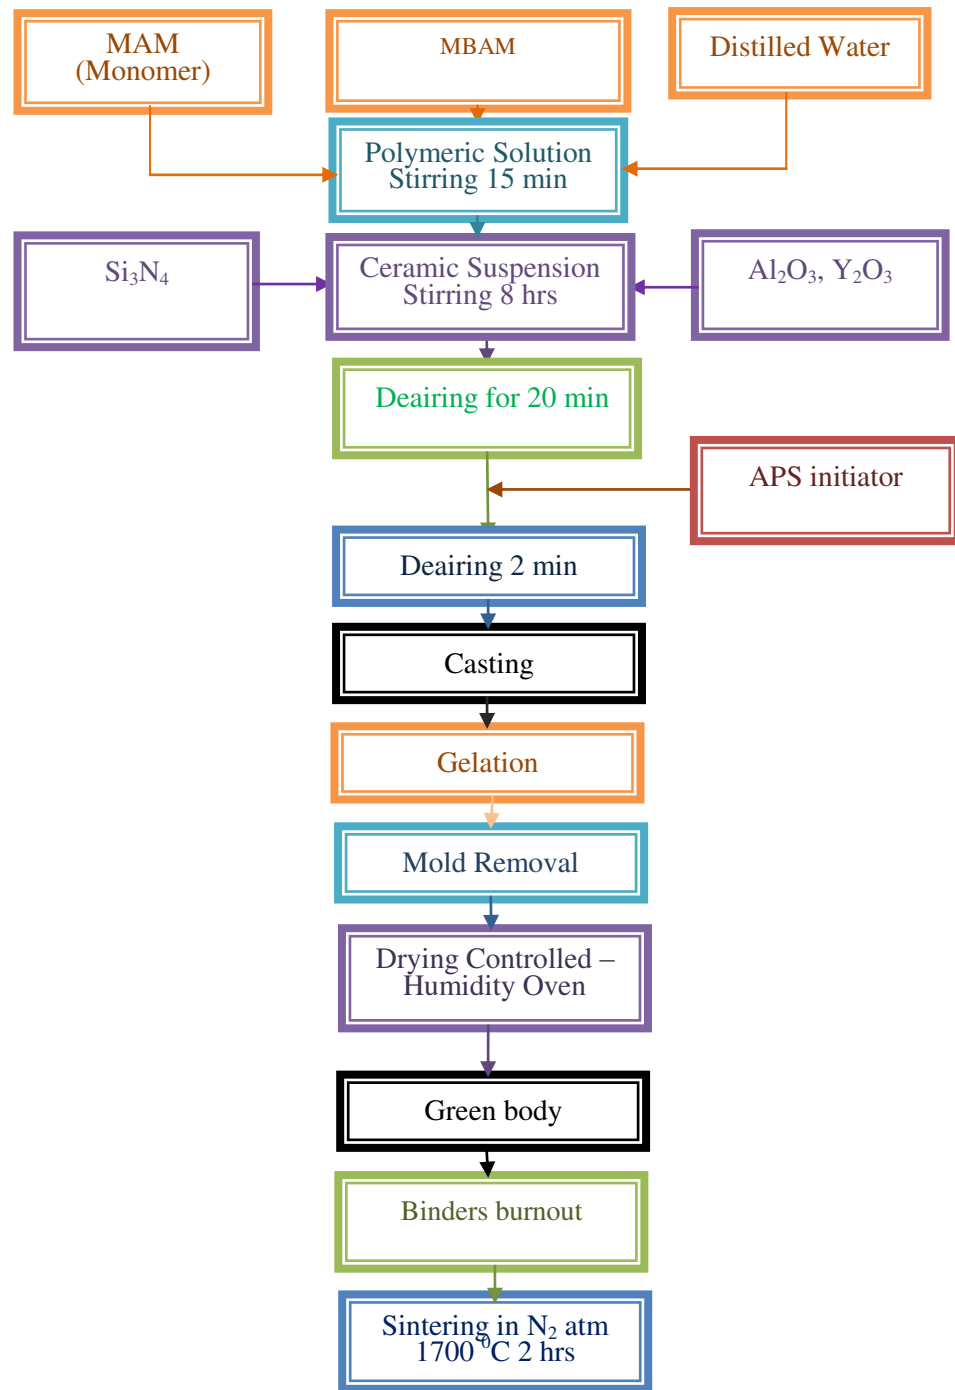 MAM
(Monomer)
MBAM
Distilled Water
Polymeric Solution
Stirring 15 min
Si₃N₄
Ceramic Suspension
Stirring 8 hrs
Al₂O₃, Y₂O₃
Deairing for 20 min
APS initiator
Deairing 2 min
Casting
Gelation
Mold Removal
Drying Controlled –
Humidity Oven
Green body
Binders burnout
Sintering in N₂ atm
1700 ⁰C 2 hrs